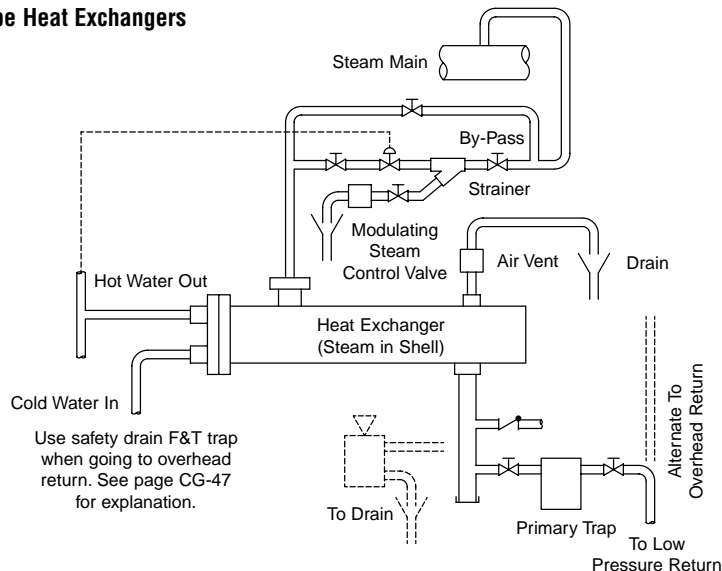 Heat Exchangers
Steam Main
By-Pass
Strainer
Modulating
Steam
Control Valve
Air Vent
Drain
Hot Water Out
Heat Exchanger
(Steam in Shell)
Cold Water In
Use safety drain F&T trap
when going to overhead
return. See page CG-47
for explanation.
To Drain
Primary Trap
Alternate To
Overhead Return
To Low
Pressure Return